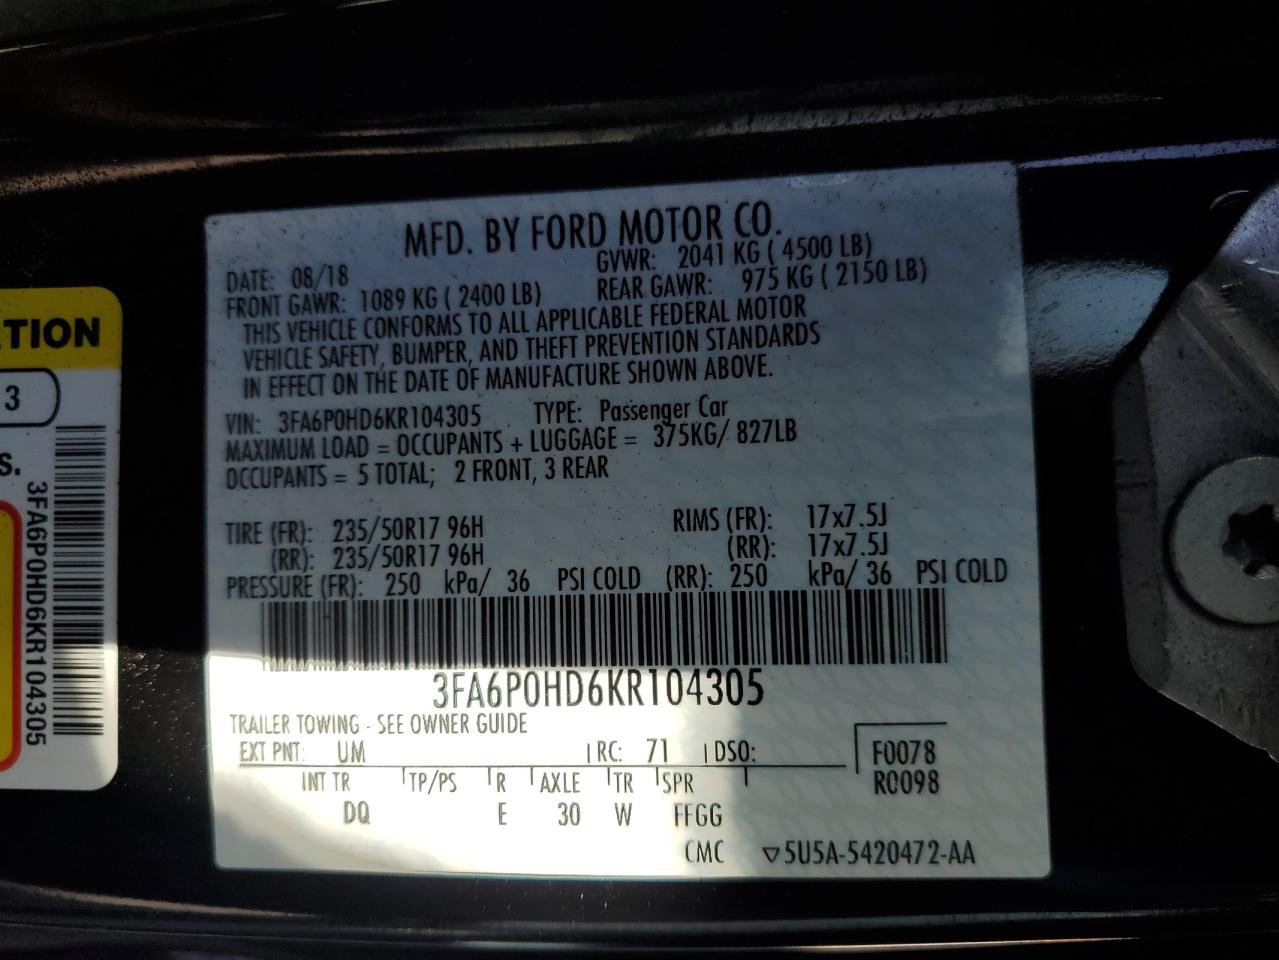 MFD. BY FORD MOTOR CO.
DATE: 08/18 GVWR: 2041 KG ( 4500 LB)
FRONT GAWR: 1089 KG ( 2400 LB) REAR GAWR: 975 KG ( 2150 LB)
THIS VEHICLE CONFORMS TO ALL APPLICABLE FEDERAL MOTOR
VEHICLE SAFETY, BUMPER, AND THEFT PREVENTION STANDARDS
IN EFFECT ON THE DATE OF MANUFACTURE SHOWN ABOVE.
VIN: 3FA6P0HD6KR104305 TYPE: Passenger Car
MAXIMUM LOAD = OCCUPANTS + LUGGAGE = 375KG/ 827LB
OCCUPANTS = 5 TOTAL; 2 FRONT, 3 REAR
TIRE (FR): 235/50R17 96H RIMS (FR): 17x7.5J
(RR): 235/50R17 96H (RR): 17x7.5J
PRESSURE (FR): 250 kPa/ 36 PSI COLD (RR): 250 kPa/ 36 PSI COLD
3FA6P0HD6KR104305
TRAILER TOWING - SEE OWNER GUIDE
EXT PNT: UM RC: 71 DSO: F0078
INT TR TP/PS R AXLE TR SPR R0098
DQ E 30 W FFGG
CMC ▽5U5A-5420472-AA
TION
3
S.
3FA6P0HD6KR104305